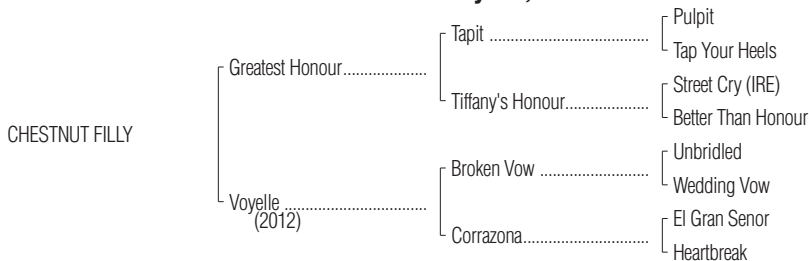 Pulpit
Tapit ........................................
Tap Your Heels
Greatest Honour.....................
Street Cry (IRE)
Tiffany's Honour.....................
Better Than Honour
CHESTNUT FILLY
Unbridled
Broken Vow ...........................
Wedding Vow
Voyelle ...................................
(2012)
El Gran Senor
Corrazona...............................
Heartbreak